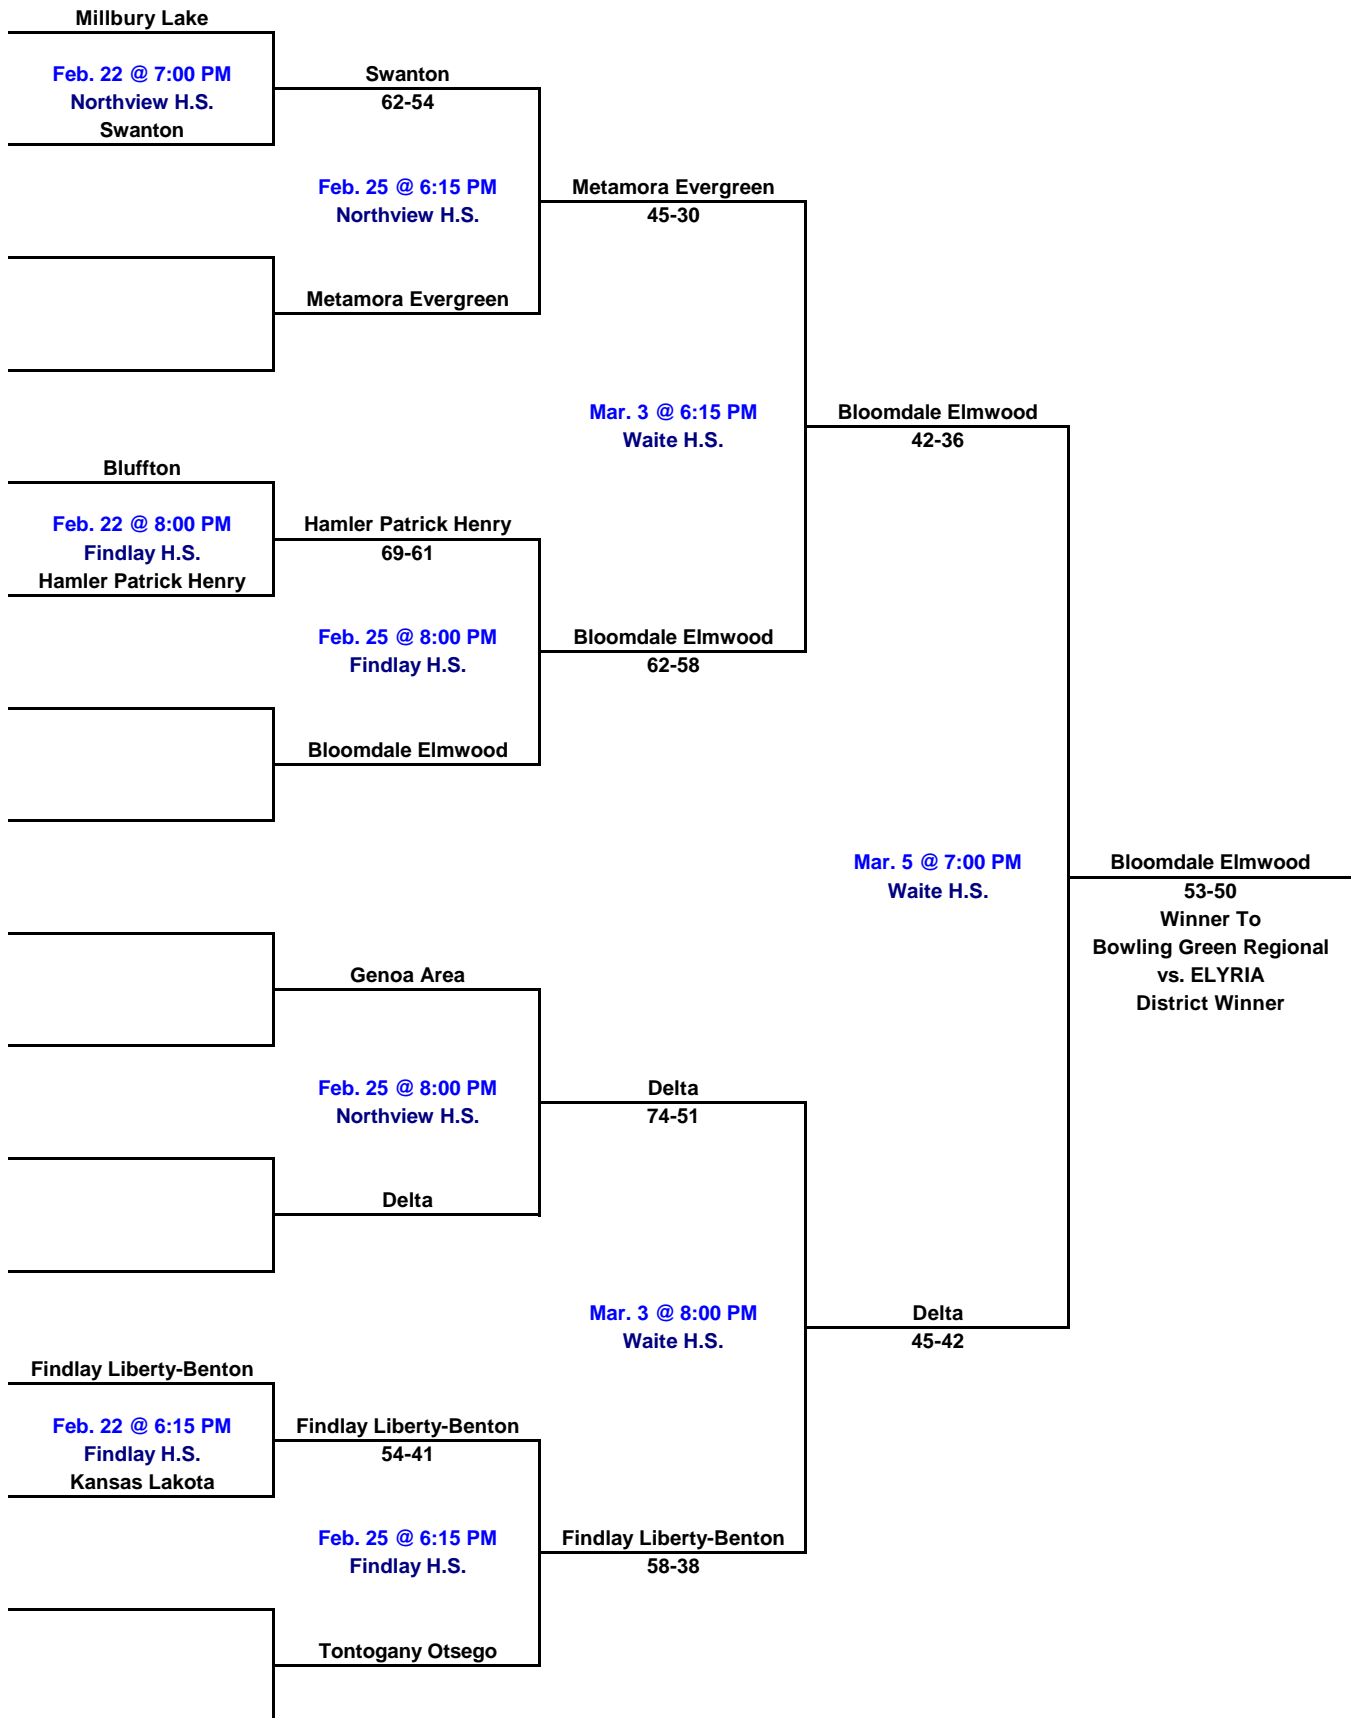 Millbury Lake
Feb. 22 @ 7:00 PM
Northview H.S.
Swanton
Swanton
62-54
Feb. 25 @ 6:15 PM
Northview H.S.
Metamora Evergreen
Metamora Evergreen
45-30
Mar. 3 @ 6:15 PM
Waite H.S.
Bloomdale Elmwood
42-36
Bluffton
Feb. 22 @ 8:00 PM
Findlay H.S.
Hamler Patrick Henry
Hamler Patrick Henry
69-61
Feb. 25 @ 8:00 PM
Findlay H.S.
Bloomdale Elmwood
62-58
Bloomdale Elmwood
Mar. 5 @ 7:00 PM
Waite H.S.
Bloomdale Elmwood
53-50
Winner To
Bowling Green Regional
vs. ELYRIA
District Winner
Genoa Area
Feb. 25 @ 8:00 PM
Northview H.S.
Delta
74-51
Delta
Mar. 3 @ 8:00 PM
Waite H.S.
Delta
45-42
Findlay Liberty-Benton
Feb. 22 @ 6:15 PM
Findlay H.S.
Kansas Lakota
Findlay Liberty-Benton
54-41
Feb. 25 @ 6:15 PM
Findlay H.S.
Findlay Liberty-Benton
58-38
Tontogany Otsego